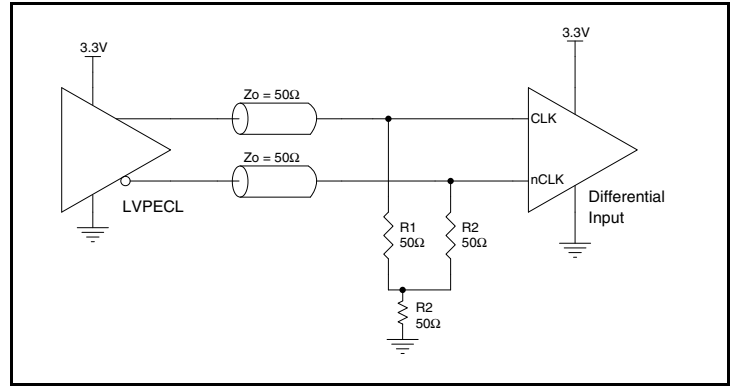 3.3V
3.3V
Zo = 50Ω
CLK
Zo = 50Ω
nCLK
LVPECL
Differential
Input
R1
50Ω
R2
50Ω
R2
50Ω